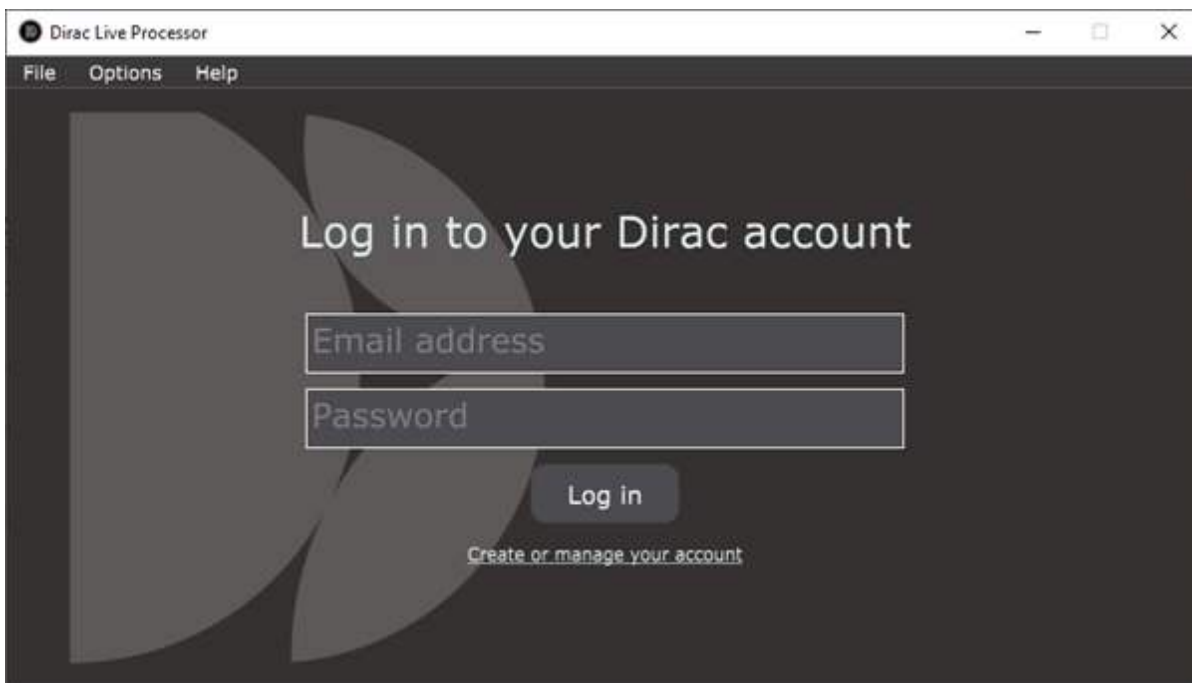 Dirac Live Processor
File Options Help
Log in to your Dirac account
Email address
Password
Log in
Create or manage your account